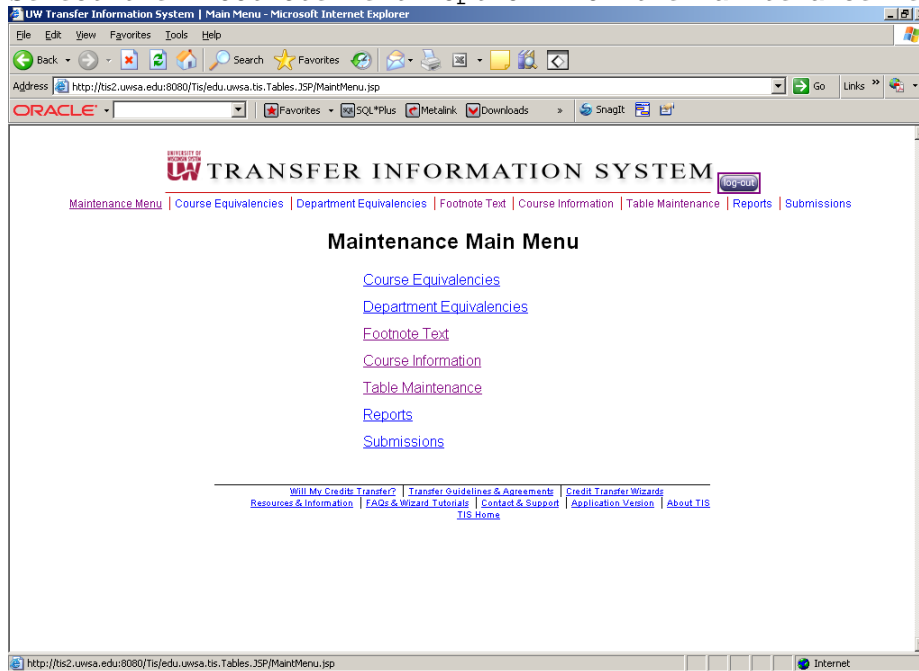 UW Transfer Information System | Main Menu - Microsoft Internet Explorer
File Edit View Favorites Tools Help
Back Search Favorites
Address http://tis2.uwsa.edu:8080/Tis/edu.uwsa.tis.Tables.JSP/MaintMenu.jsp Go Links »
ORACLE Favorites SQL*Plus Metalink Downloads » SnagIt
UNIVERSITY OF
WISCONSIN SYSTEM
UW TRANSFER INFORMATION SYSTEM log-out
Maintenance Menu | Course Equivalencies | Department Equivalencies | Footnote Text | Course Information | Table Maintenance | Reports | Submissions
Maintenance Main Menu
Course Equivalencies
Department Equivalencies
Footnote Text
Course Information
Table Maintenance
Reports
Submissions
Will My Credits Transfer? | Transfer Guidelines & Agreements | Credit Transfer Wizards
Resources & Information | FAQs & Wizard Tutorials | Contact & Support | Application Version | About TIS
TIS Home
http://tis2.uwsa.edu:8080/Tis/edu.uwsa.tis.Tables.JSP/MaintMenu.jsp Internet